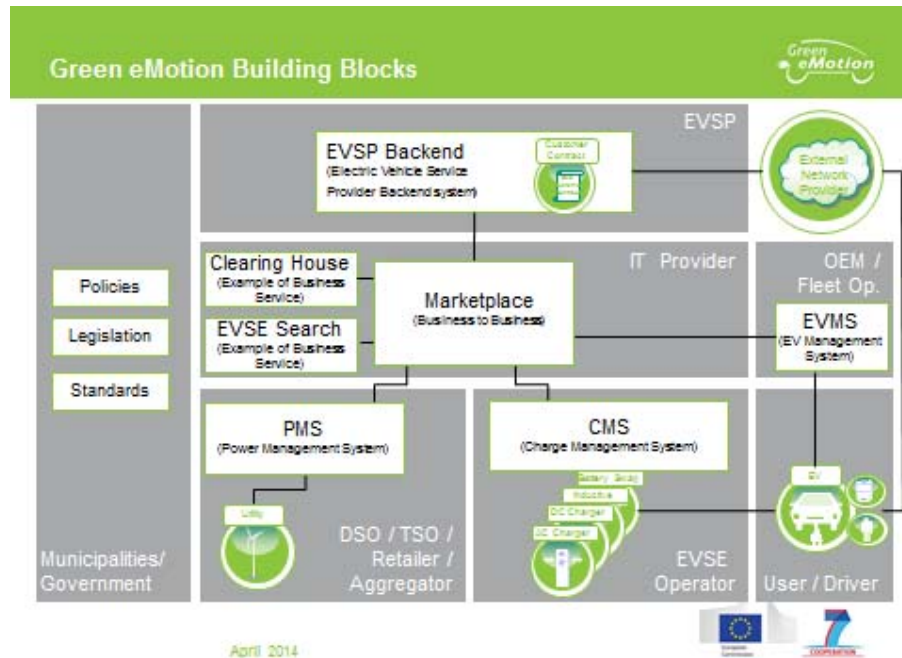 Green eMotion Building Blocks
Green
eMotion
EVSP
EVSP Backend
(Electric Vehicle Service
Provider Backend system)
Customer
Contract
External
Network
Provider
Clearing House
(Example of Business
Service)
EVSE Search
(Example of Business
Service)
Marketplace
(Business to Business)
IT Provider
OEM /
Fleet Op.
EVMS
(EV Management
System)
Policies
Legislation
Standards
PMS
(Power Management System)
CMS
(Charge Management System)
Battery Swap
Inductive
DC Charger
AC Charger
EV
Utility
Municipalities/
Government
DSO / TSO /
Retailer /
Aggregator
EVSE
Operator
User / Driver
April 2014
European
Commission
7
COOPERATION